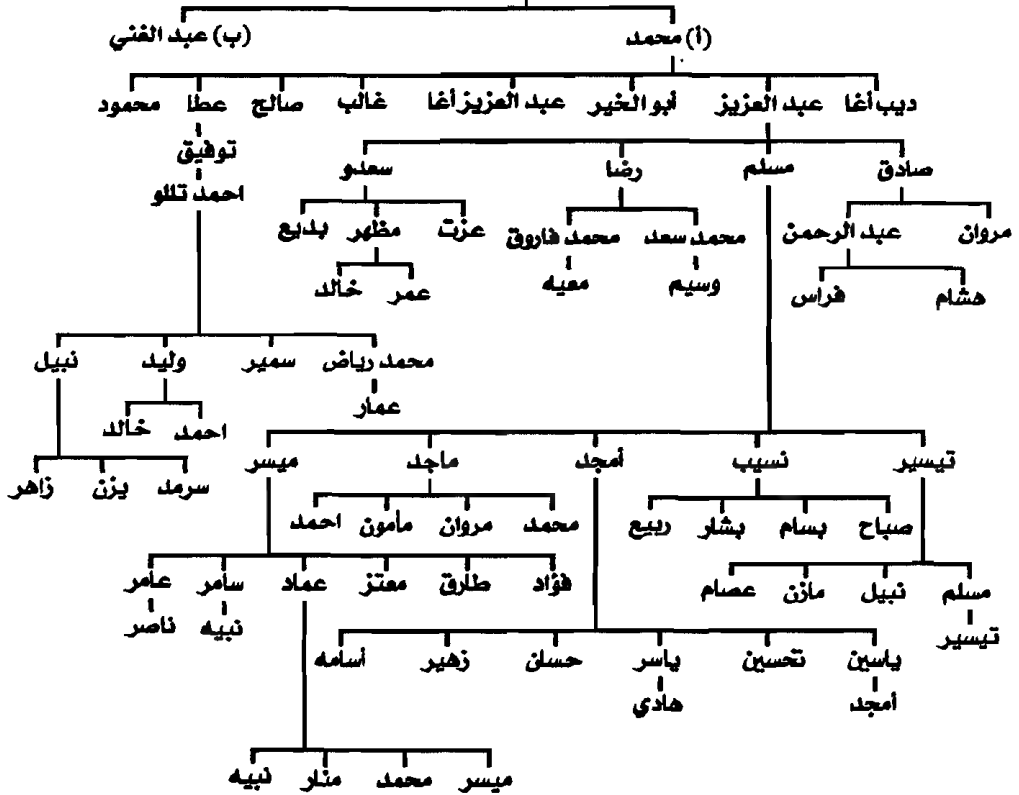 (أ) محمد (ب) عبد الغني
ديب أغا عبد العزيز أبو الخير عبد العزيز أغا غالب صالح عطا محمود
توفيق
صادق مسلم رضا سعدو
احمد تللو
مروان عبد الرحمن محمد سعد محمد فاروق عزت مظهر بديع
هشام فراس وسيم معيه عمر خالد
محمد رياض سمير وليد نبيل
عمار
احمد خالد
تيسير نسيب أمجد ماجد ميسر
سرمد يزن زاهر
صباح بسام بشار ربيع محمد مروان مأمون احمد
مسلم نبيل مازن عصام فؤاد طارق معتز عماد سامر عامر
تيسير نبيه ناصر
ياسين تحسين ياسر حسان زهير أسامه
أمجد هادي
ميسر محمد منار نبيه